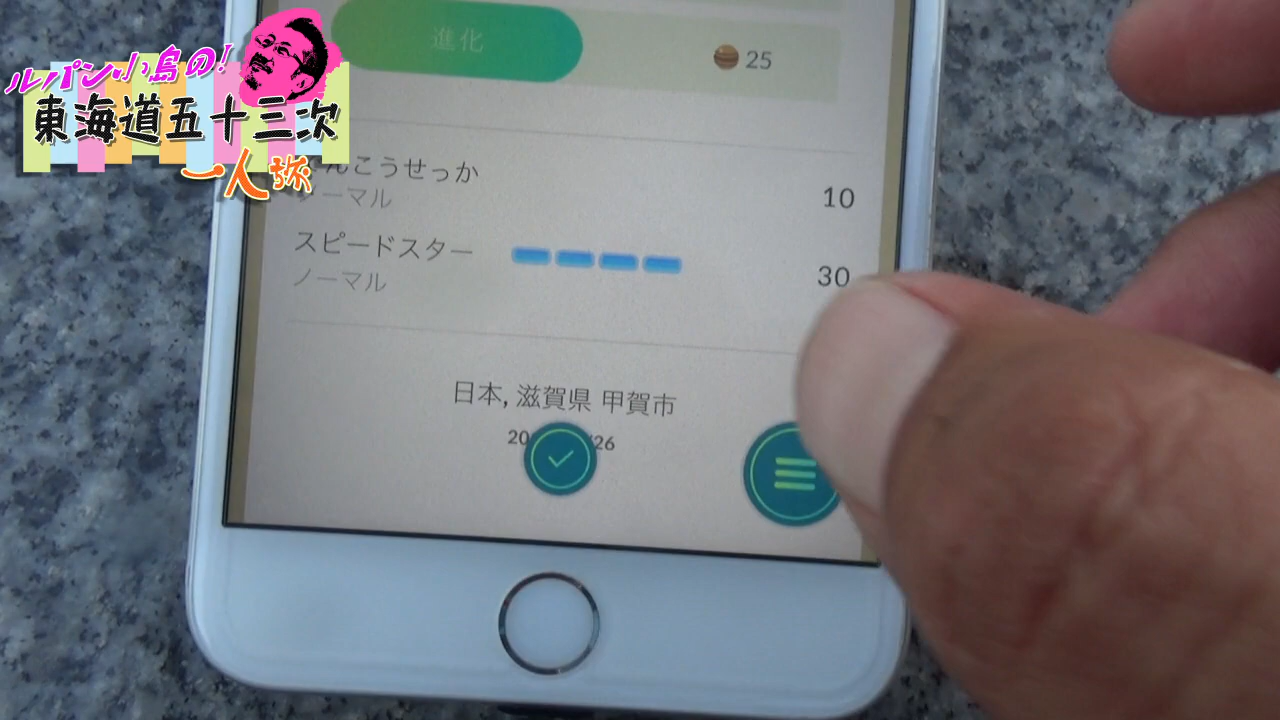 ルパン小島の!
東海道五十三次
一人旅
進化
25
んこうせっか
ノーマル
10
スピードスター
ノーマル
30
日本, 滋賀県 甲賀市
20 /26